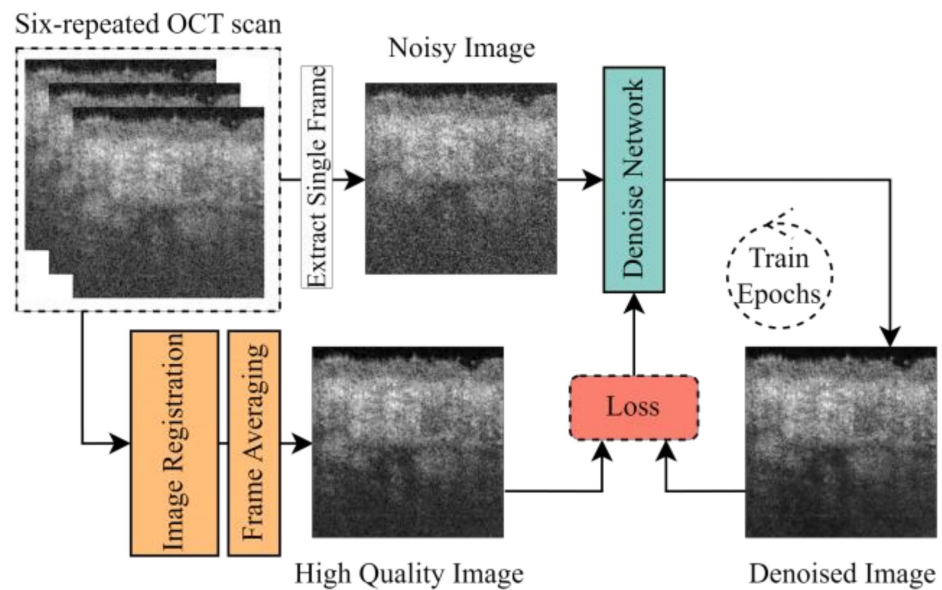 Six-repeated OCT scan
Noisy Image
Extract Single Frame
Denoise Network
Train
Epochs
Image Registration
Frame Averaging
Loss
High Quality Image
Denoised Image